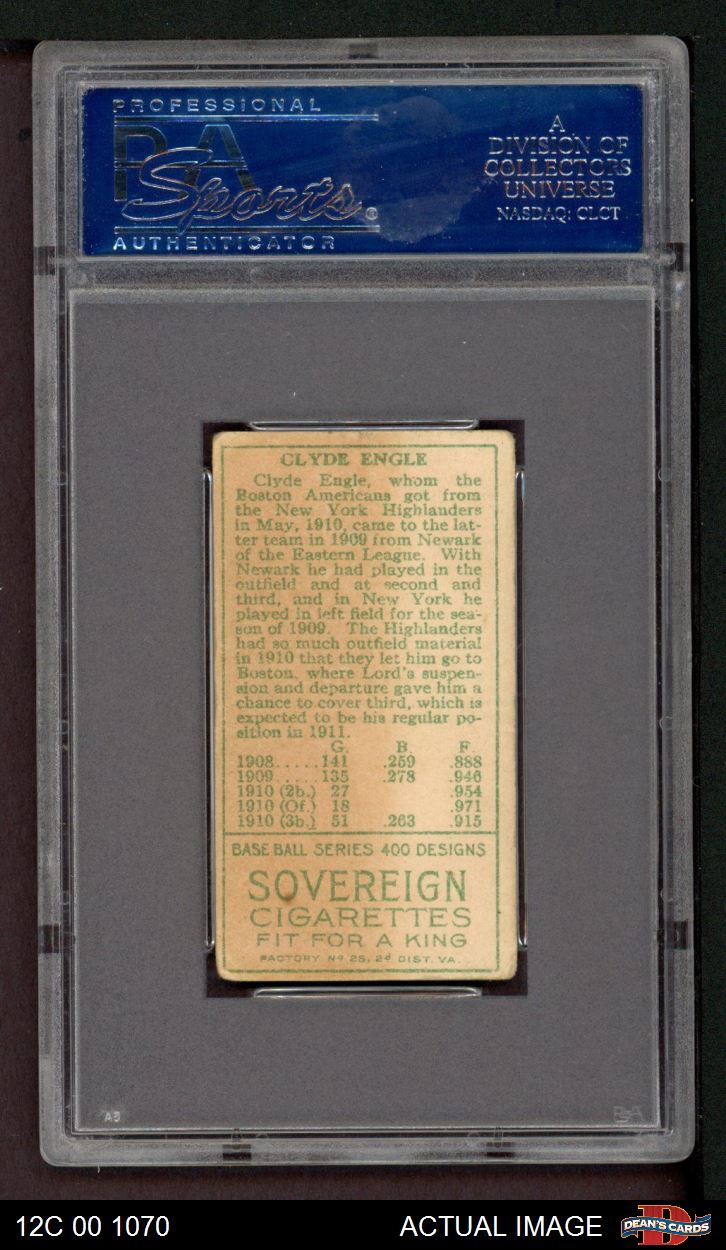 PROFESSIONAL
PSA
Sports®
AUTHENTICATOR
A
DIVISION OF
COLLECTORS
UNIVERSE
NASDAQ: CLCT
CLYDE ENGLE
Clyde Engle, whom the
Boston Americans got from
the New York Highlanders
in May, 1910, came to the lat-
ter team in 1909 from Newark
of the Eastern League. With
Newark he had played in the
outfield and at second and
third, and in New York he
played in left field for the sea-
son of 1909. The Highlanders
had so much outfield material
in 1910 that they let him go to
Boston, where Lord's suspen-
sion and departure gave him a
chance to cover third, which is
expected to be his regular po-
sition in 1911.
G. B. F.
1908.....141 .259 .888
1909.....135 .278 .946
1910 (2b.) 27 .954
1910 (Of.) 18 .971
1910 (3b.) 51 .263 .915
BASE BALL SERIES 400 DESIGNS
SOVEREIGN
CIGARETTES
FIT FOR A KING
FACTORY Nº 25, 2d DIST. VA.
A5
PSA
12C 00 1070 ACTUAL IMAGE
DEAN'S CARDS